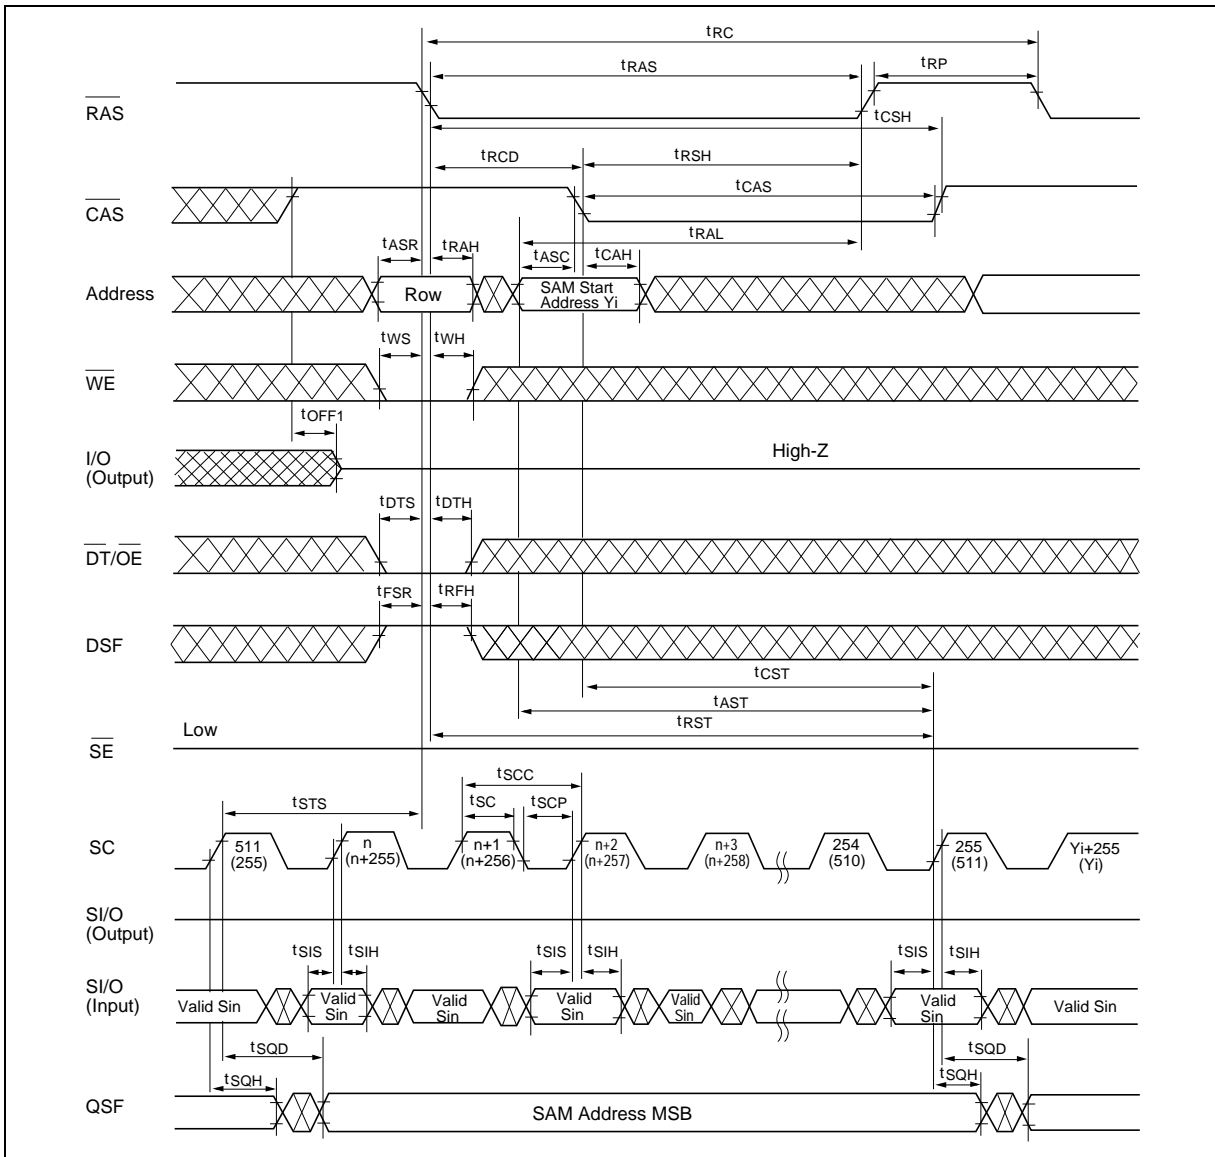 tRC
tRAS
tRP
RAS
tCSH
tRCD
tRSH
tCAS
CAS
tRAL
tASR
tRAH
tASC
tCAH
Address
Row
SAM Start
Address Yi
tWS
tWH
WE
tOFF1
I/O
(Output)
High-Z
tDTS
tDTH
DT/OE
tFSR
tRFH
DSF
tCST
tAST
tRST
Low
SE
tSCC
tSTS
tSC
tSCP
SC
511
(255)
n
(n+255)
n+1
(n+256)
n+2
(n+257)
n+3
(n+258)
254
(510)
255
(511)
Yi+255
(Yi)
SI/O
(Output)
tSIS
tSIH
tSIS
tSIH
tSIS
tSIH
SI/O
(Input)
Valid Sin
Valid
Sin
Valid
Sin
Valid
Sin
Valid
Sin
Valid
Sin
Valid Sin
tSQD
tSQD
tSQH
tSQH
QSF
SAM Address MSB